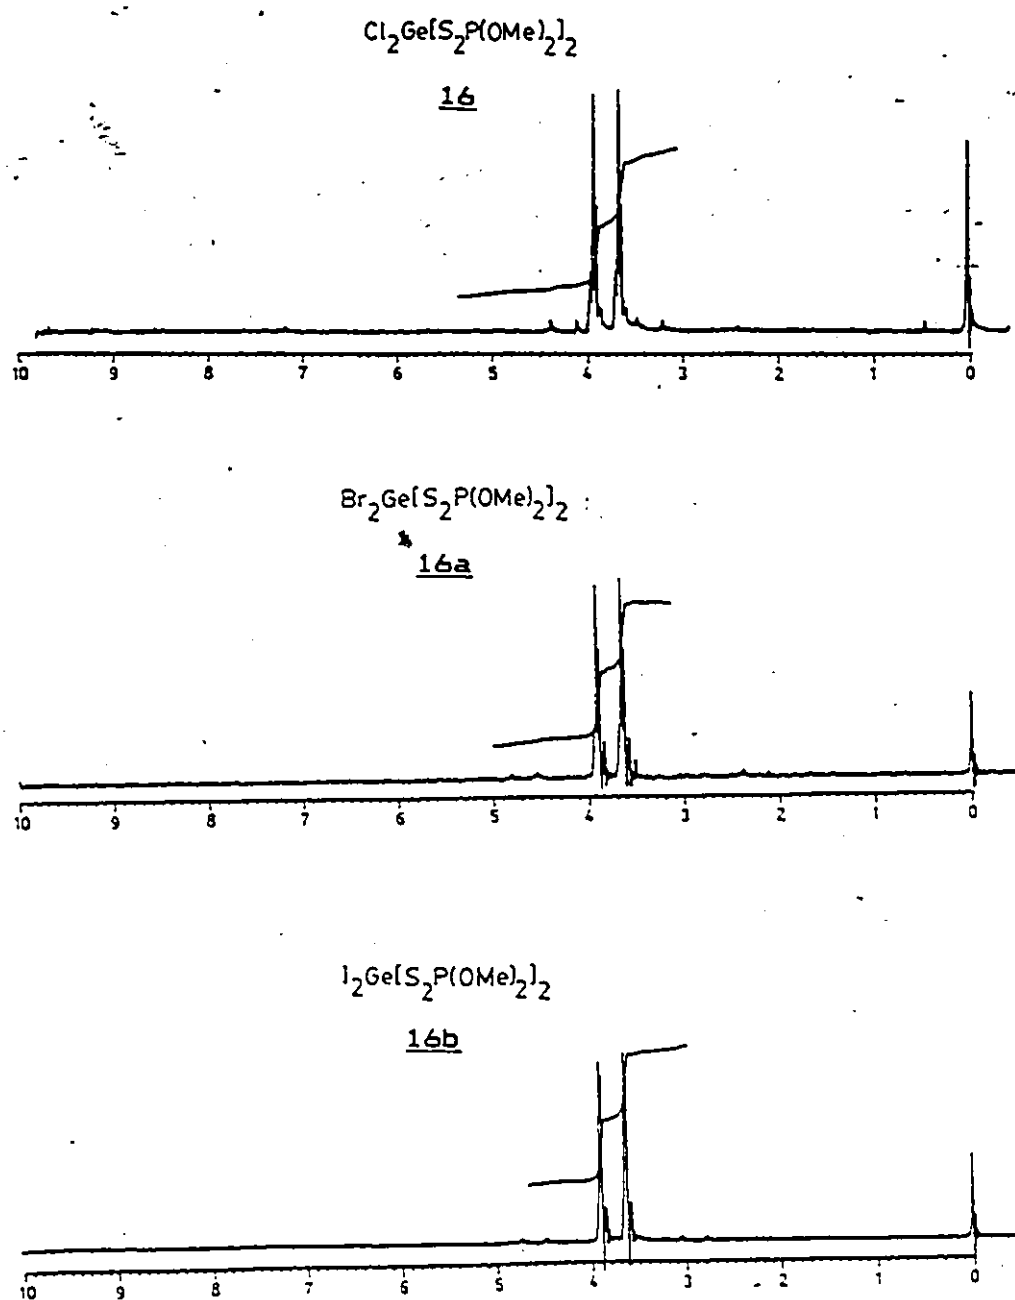 Cl2Ge[S2P(OMe)2]2
16
10 9 8 7 6 5 4 3 2 1 0
Br2Ge[S2P(OMe)2]2
16a
10 9 8 7 6 5 4 3 2 1 0
I2Ge[S2P(OMe)2]2
16b
10 9 8 7 6 5 4 3 2 1 0